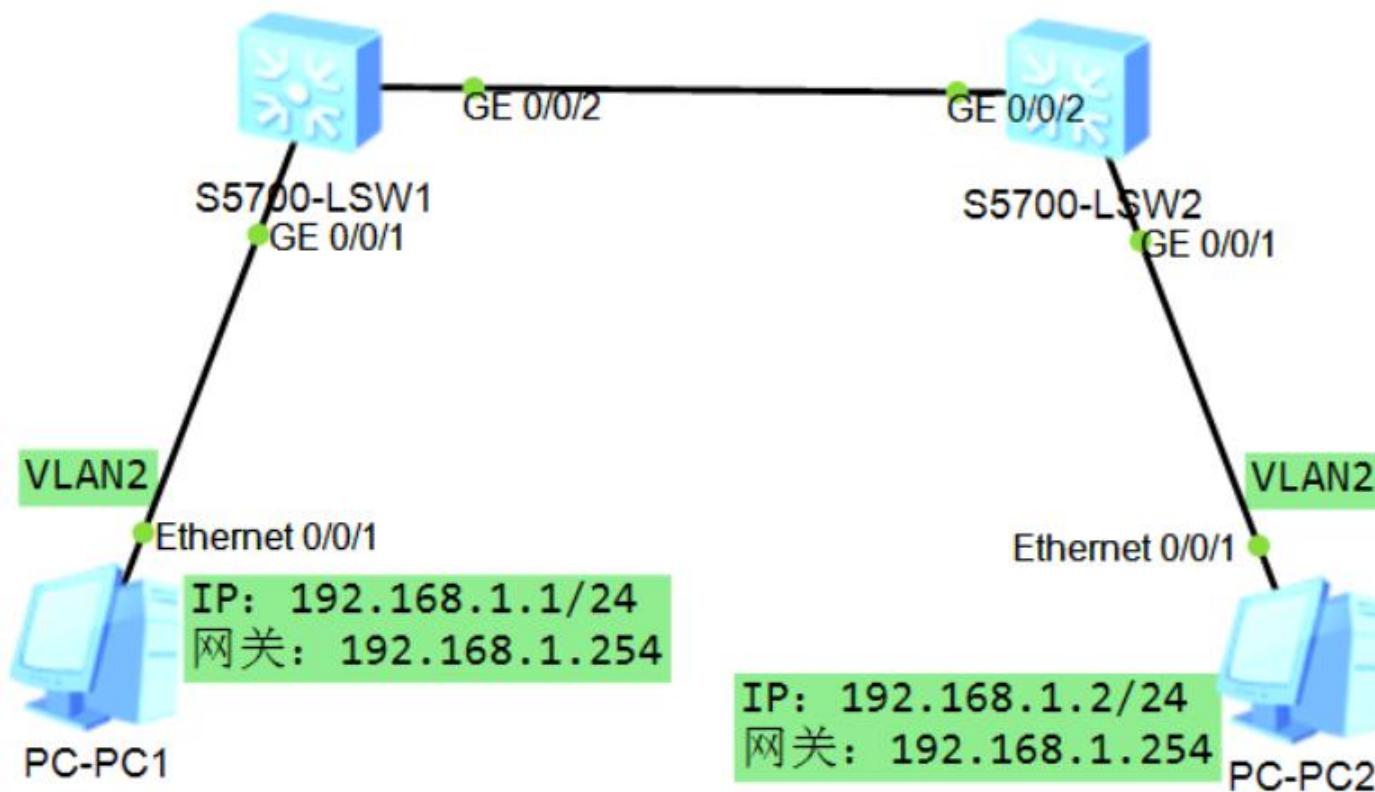 GE 0/0/2
GE 0/0/2
S5700-LSW1
S5700-LSW2
GE 0/0/1
GE 0/0/1
VLAN2
VLAN2
Ethernet 0/0/1
Ethernet 0/0/1
IP: 192.168.1.1/24
网关: 192.168.1.254
IP: 192.168.1.2/24
网关: 192.168.1.254
PC-PC1
PC-PC2